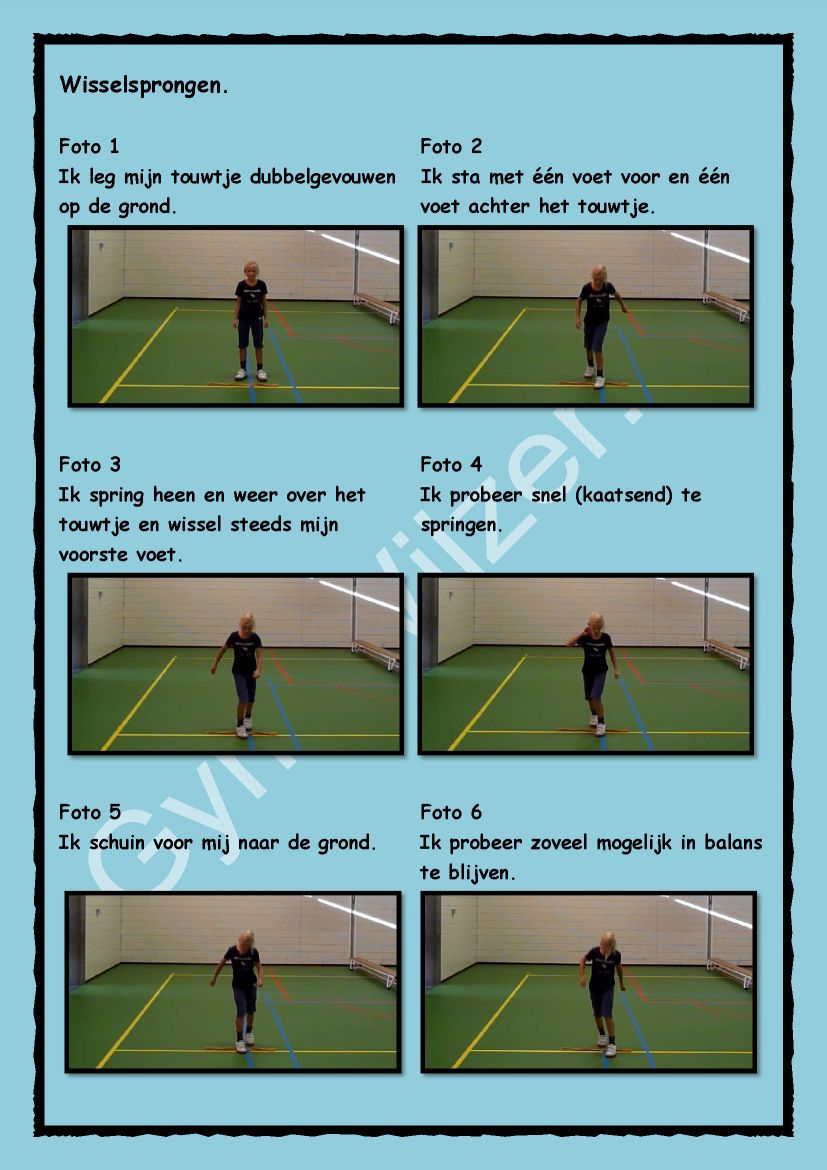 Wisselsprongen.
Foto 1
Ik leg mijn touwtje dubbelgevouwen
op de grond.
Foto 2
Ik sta met één voet voor en één
voet achter het touwtje.
Foto 3
Ik spring heen en weer over het
touwtje en wissel steeds mijn
voorste voet.
Foto 4
Ik probeer snel (kaatsend) te
springen.
Foto 5
Ik schuin voor mij naar de grond.
Foto 6
Ik probeer zoveel mogelijk in balans
te blijven.